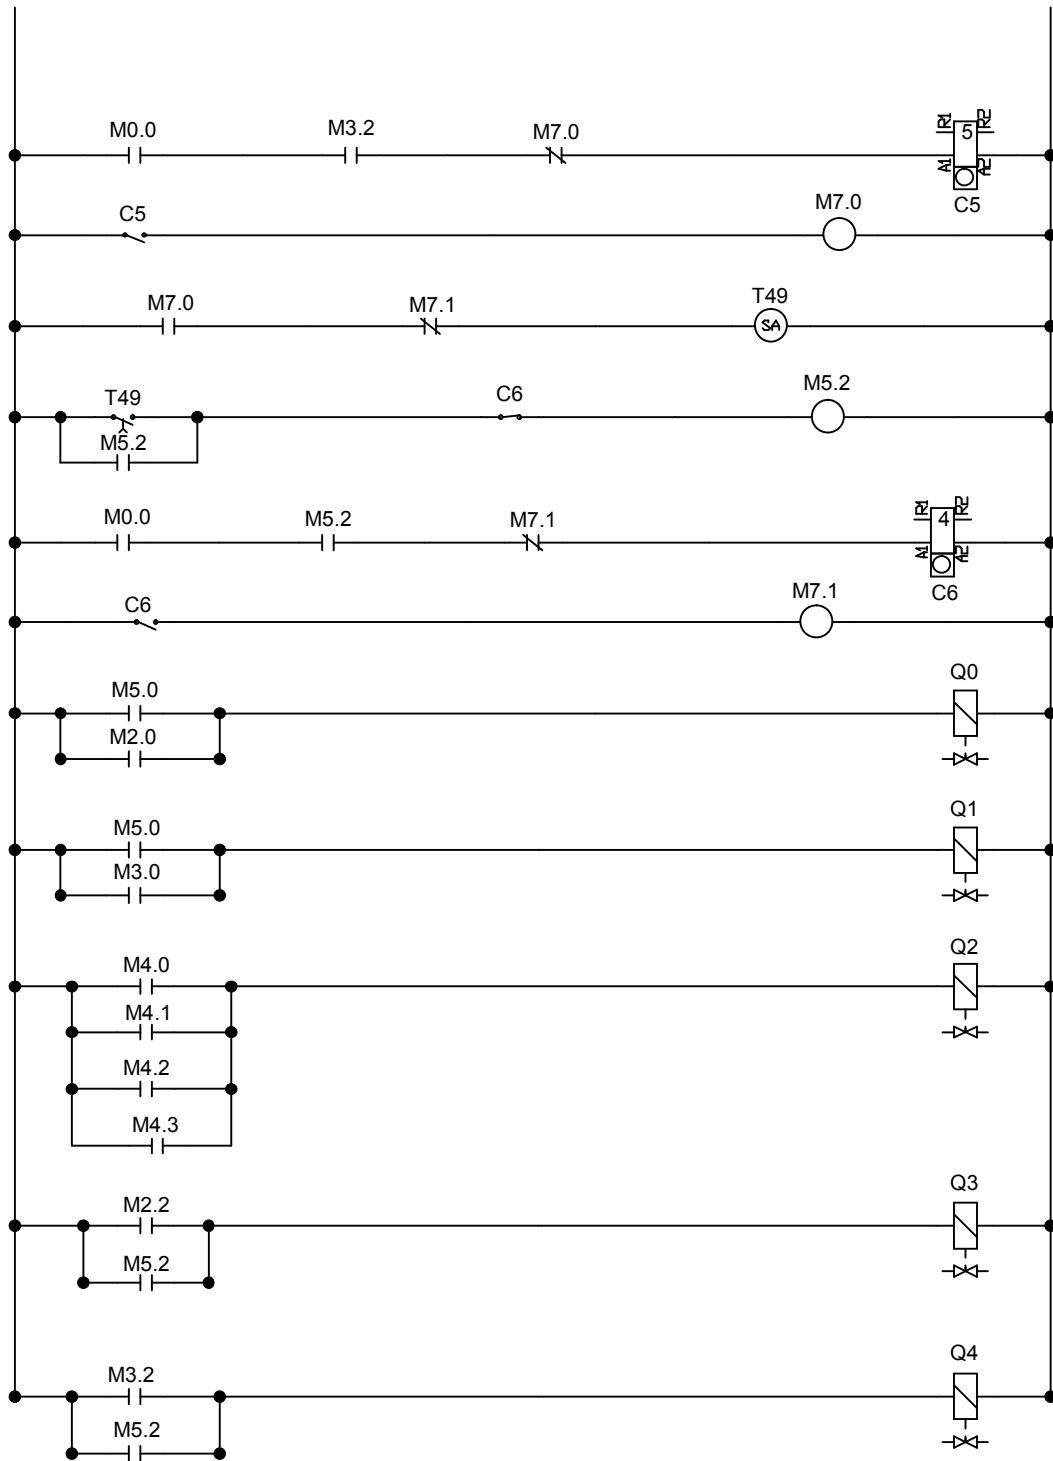 M0.0 M3.2 M7.0 R1 5 R2
A1 A2
C5
C5 M7.0
M7.0 M7.1 T49
SA
T49 C6 M5.2
M5.2
M0.0 M5.2 M7.1 R1 4 R2
A1 A2
C6
C6 M7.1
M5.0 Q0
M2.0
M5.0 Q1
M3.0
M4.0 Q2
M4.1
M4.2
M4.3
M2.2 Q3
M5.2
M3.2 Q4
M5.2